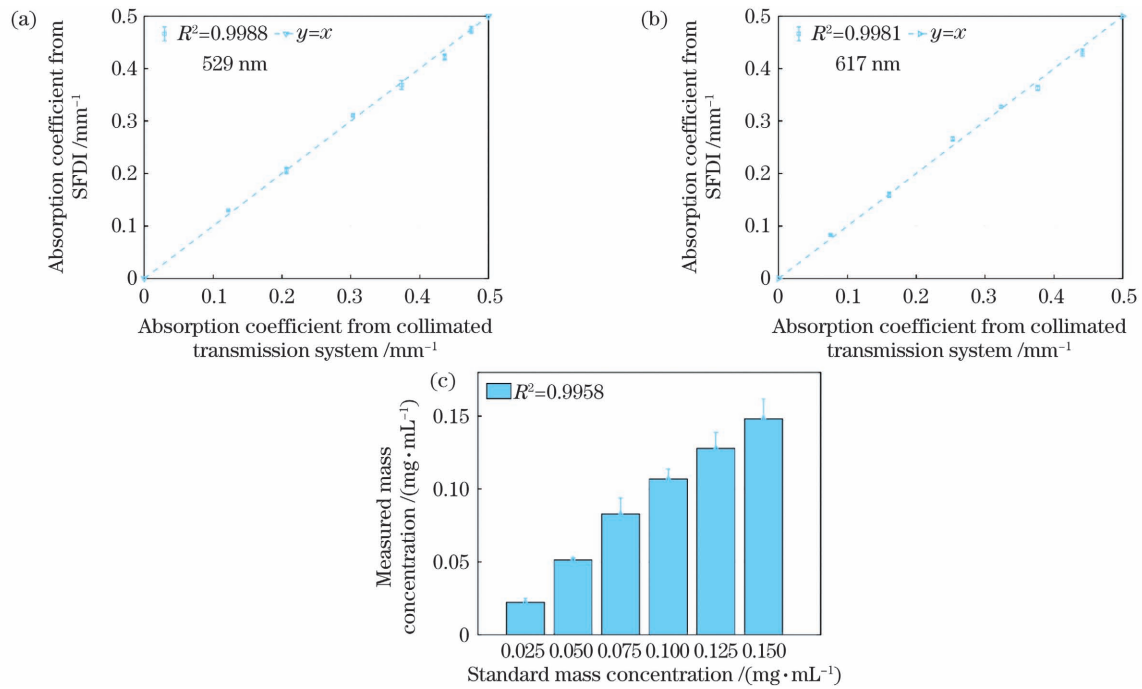 (a)
R²=0.9988 y=x
529 nm
0.5
0.4
0.3
0.2
0.1
0
0 0.1 0.2 0.3 0.4 0.5
Absorption coefficient from
SFDI /mm⁻¹
Absorption coefficient from collimated
transmission system /mm⁻¹
(b)
R²=0.9981 y=x
617 nm
0.5
0.4
0.3
0.2
0.1
0
0 0.1 0.2 0.3 0.4 0.5
Absorption coefficient from
SFDI /mm⁻¹
Absorption coefficient from collimated
transmission system /mm⁻¹
(c)
R²=0.9958
0.15
0.10
0.05
0
Measured mass
concentration /(mg·mL⁻¹)
0.025 0.050 0.075 0.100 0.125 0.150
Standard mass concentration /(mg·mL⁻¹)